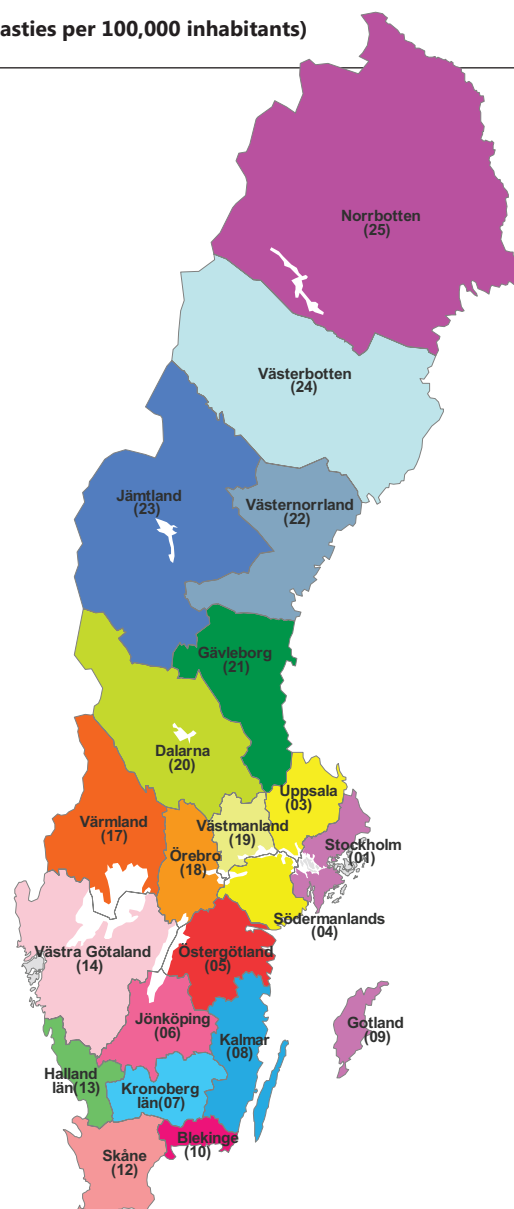 asties per 100,000 inhabitants)
Norrbotten
(25)
Västerbotten
(24)
Jämtland
(23)
Västernorrland
(22)
Gävleborg
(21)
Dalarna
(20)
Uppsala
(03)
Värmland
(17)
Västmanland
(19)
Örebro
(18)
Stockholm
(01)
Södermanlands
(04)
Västra Götaland
(14)
Östergötland
(05)
Jönköping
(06)
Gotland
(09)
Kalmar
(08)
Halland
län(13)
Kronoberg
län(07)
Blekinge
(10)
Skåne
(12)